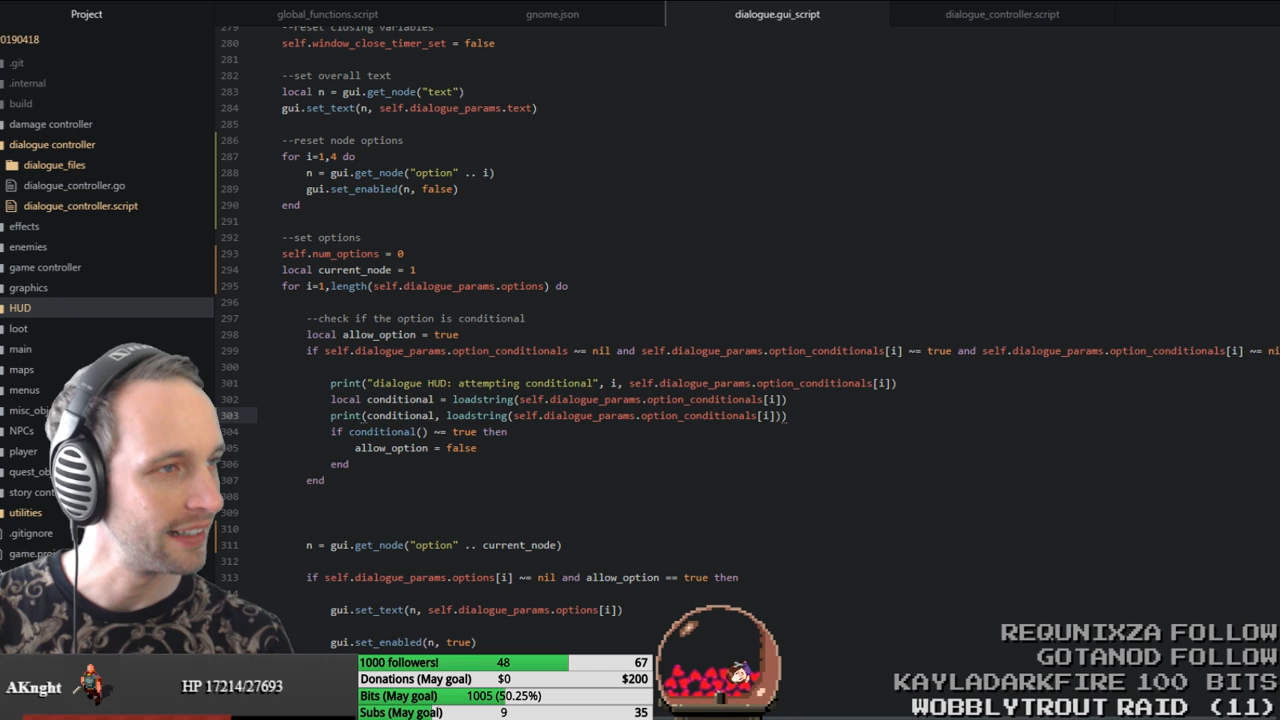 Project
global_functions.script
gnome.json
dialogue.gui_script
dialogue_controller.script
0190418
.git
.internal
build
damage controller
dialogue controller
dialogue_files
dialogue_controller.go
dialogue_controller.script
effects
enemies
game controller
graphics
HUD
loot
main
maps
menus
misc_obj
NPCs
player
quest_ob
story cont
utilities
.gitignore
game.proj
279 --reset closing variables
280 self.window_close_timer_set = false
281
282 --set overall text
283 local n = gui.get_node("text")
284 gui.set_text(n, self.dialogue_params.text)
285
286 --reset node options
287 for i=1,4 do
288 n = gui.get_node("option" .. i)
289 gui.set_enabled(n, false)
290 end
291
292 --set options
293 self.num_options = 0
294 local current_node = 1
295 for i=1,length(self.dialogue_params.options) do
296
297 --check if the option is conditional
298 local allow_option = true
299 if self.dialogue_params.option_conditionals ~= nil and self.dialogue_params.option_conditionals[i] ~= true and self.dialogue_params.option_conditionals[i] ~= ni
300
301 print("dialogue HUD: attempting conditional", i, self.dialogue_params.option_conditionals[i])
302 local conditional = loadstring(self.dialogue_params.option_conditionals[i])
303 print(conditional, loadstring(self.dialogue_params.option_conditionals[i]))
304 if conditional() ~= true then
305 allow_option = false
306 end
307 end
308
309
310
311 n = gui.get_node("option" .. current_node)
312
313 if self.dialogue_params.options[i] ~= nil and allow_option == true then
gui.set_text(n, self.dialogue_params.options[i])
gui.set_enabled(n, true)
AKnght
HP 17214/27693
1000 followers! 48 67
Donations (May goal) $0 $200
Bits (May goal) 1005 (50.25%)
Subs (May goal) 9 35
REQUNIXZA FOLLOW
GOTANOD FOLLOW
KAYLADARKFIRE 100 BITS
WOBBLYTROUT RAID (11)